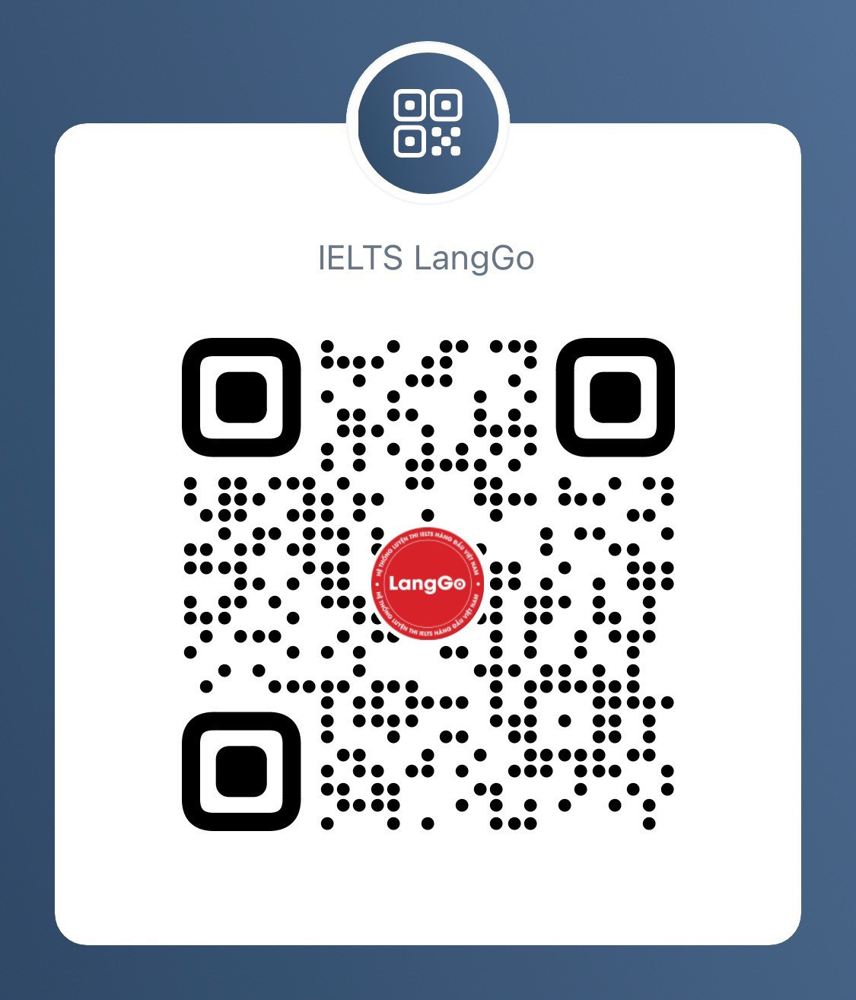 IELTS LangGo
HỆ THỐNG LUYỆN THI IELTS HÀNG ĐẦU VIỆT NAM
LangGo
HỆ THỐNG LUYỆN THI IELTS HÀNG ĐẦU VIỆT NAM